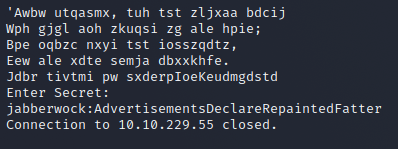 'Awbw utqasmx, tuh tst zljxaa bdcij
Wph gjgl aoh zkuqsi zg ale hpie;
Bpe oqbzc nxyi tst iosszqdtz,
Eew ale xdte semja dbxxkhfe.
Jdbr tivtmi pw sxderpIoeKeudmgdstd
Enter Secret:
jabberwock:AdvertisementsDeclareRepaintedFatter
Connection to 10.10.229.55 closed.